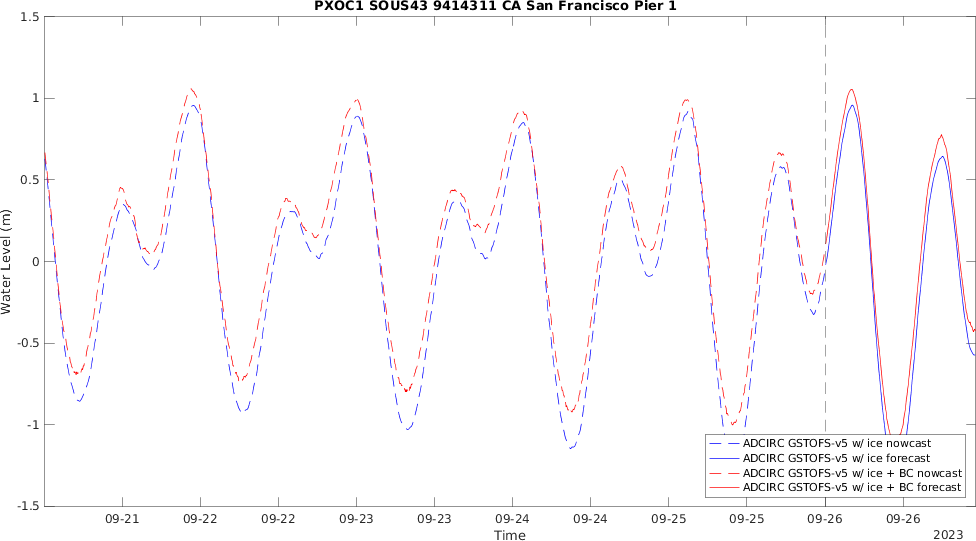 PXOC1 SOUS43 9414311 CA San Francisco Pier 1
1.5
1
0.5
0
-0.5
-1
-1.5
Water Level (m)
09-21
09-22
09-22
09-23
09-23
09-24
09-24
09-25
09-25
09-26
09-26
Time
2023
ADCIRC GSTOFS-v5 w/ ice nowcast
ADCIRC GSTOFS-v5 w/ ice forecast
ADCIRC GSTOFS-v5 w/ ice + BC nowcast
ADCIRC GSTOFS-v5 w/ ice + BC forecast